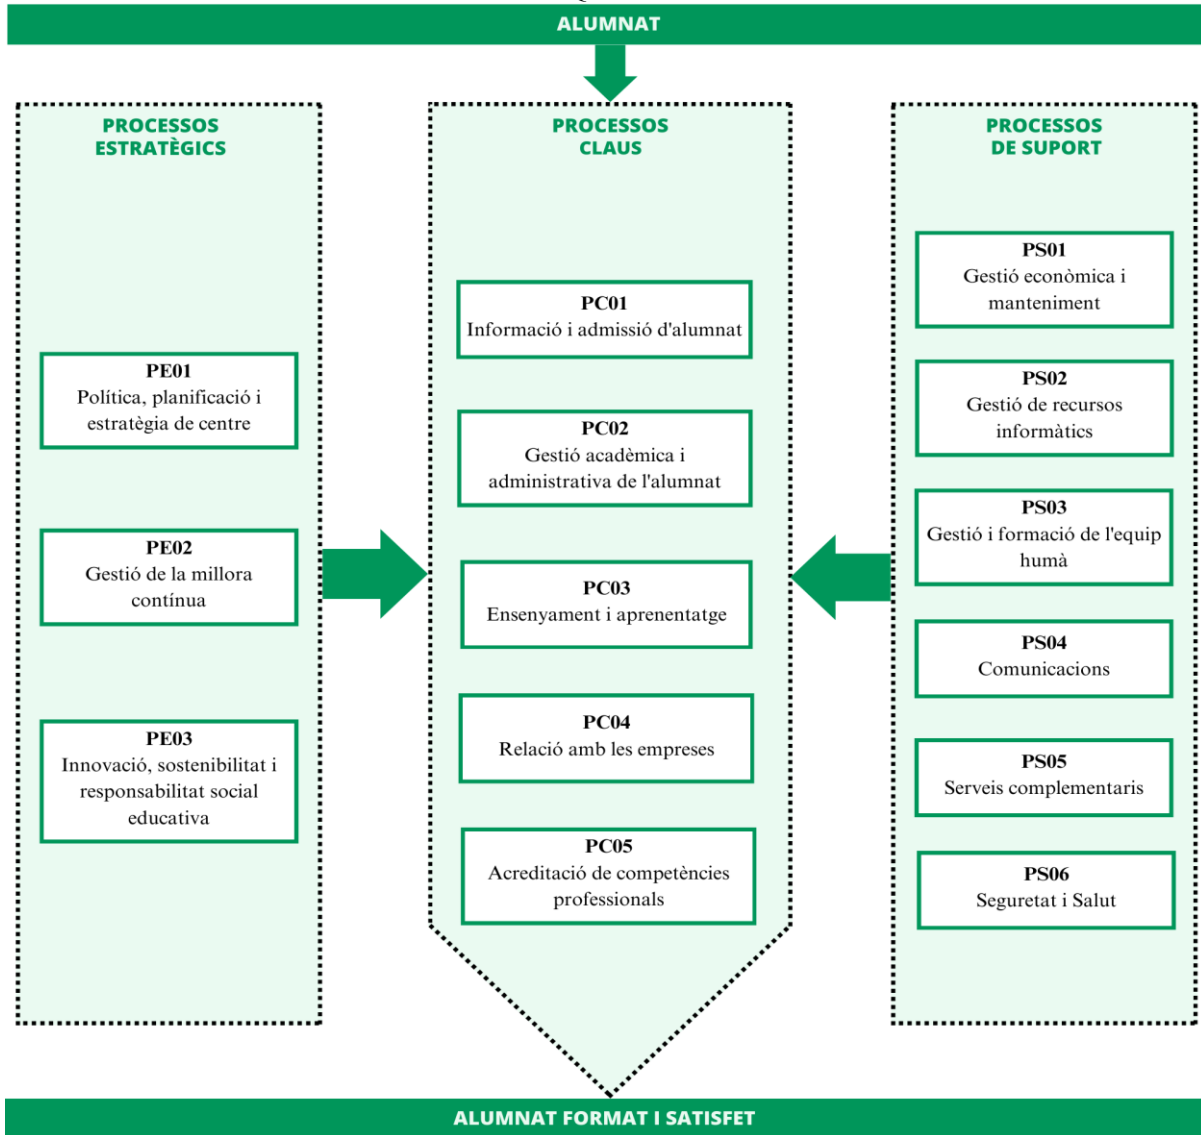 ALUMNAT
PROCESSOS
ESTRATÈGICS
PE01
Política, planificació i
estratègia de centre
PE02
Gestió de la millora
contínua
PE03
Innovació, sostenibilitat i
responsabilitat social
educativa
PROCESSOS
CLAUS
PC01
Informació i admissió d'alumnat
PC02
Gestió acadèmica i
administrativa de l'alumnat
PC03
Ensenyament i aprenentatge
PC04
Relació amb les empreses
PC05
Acreditació de competències
professionals
PROCESSOS
DE SUPORT
PS01
Gestió econòmica i
manteniment
PS02
Gestió de recursos
informàtics
PS03
Gestió i formació de l'equip
humà
PS04
Comunicacions
PS05
Serveis complementaris
PS06
Seguretat i Salut
ALUMNAT FORMAT I SATISFET